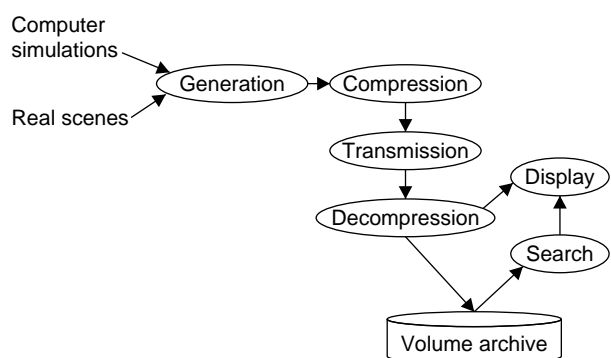 Computer
simulations
Generation
Compression
Real scenes
Transmission
Display
Decompression
Search
Volume archive